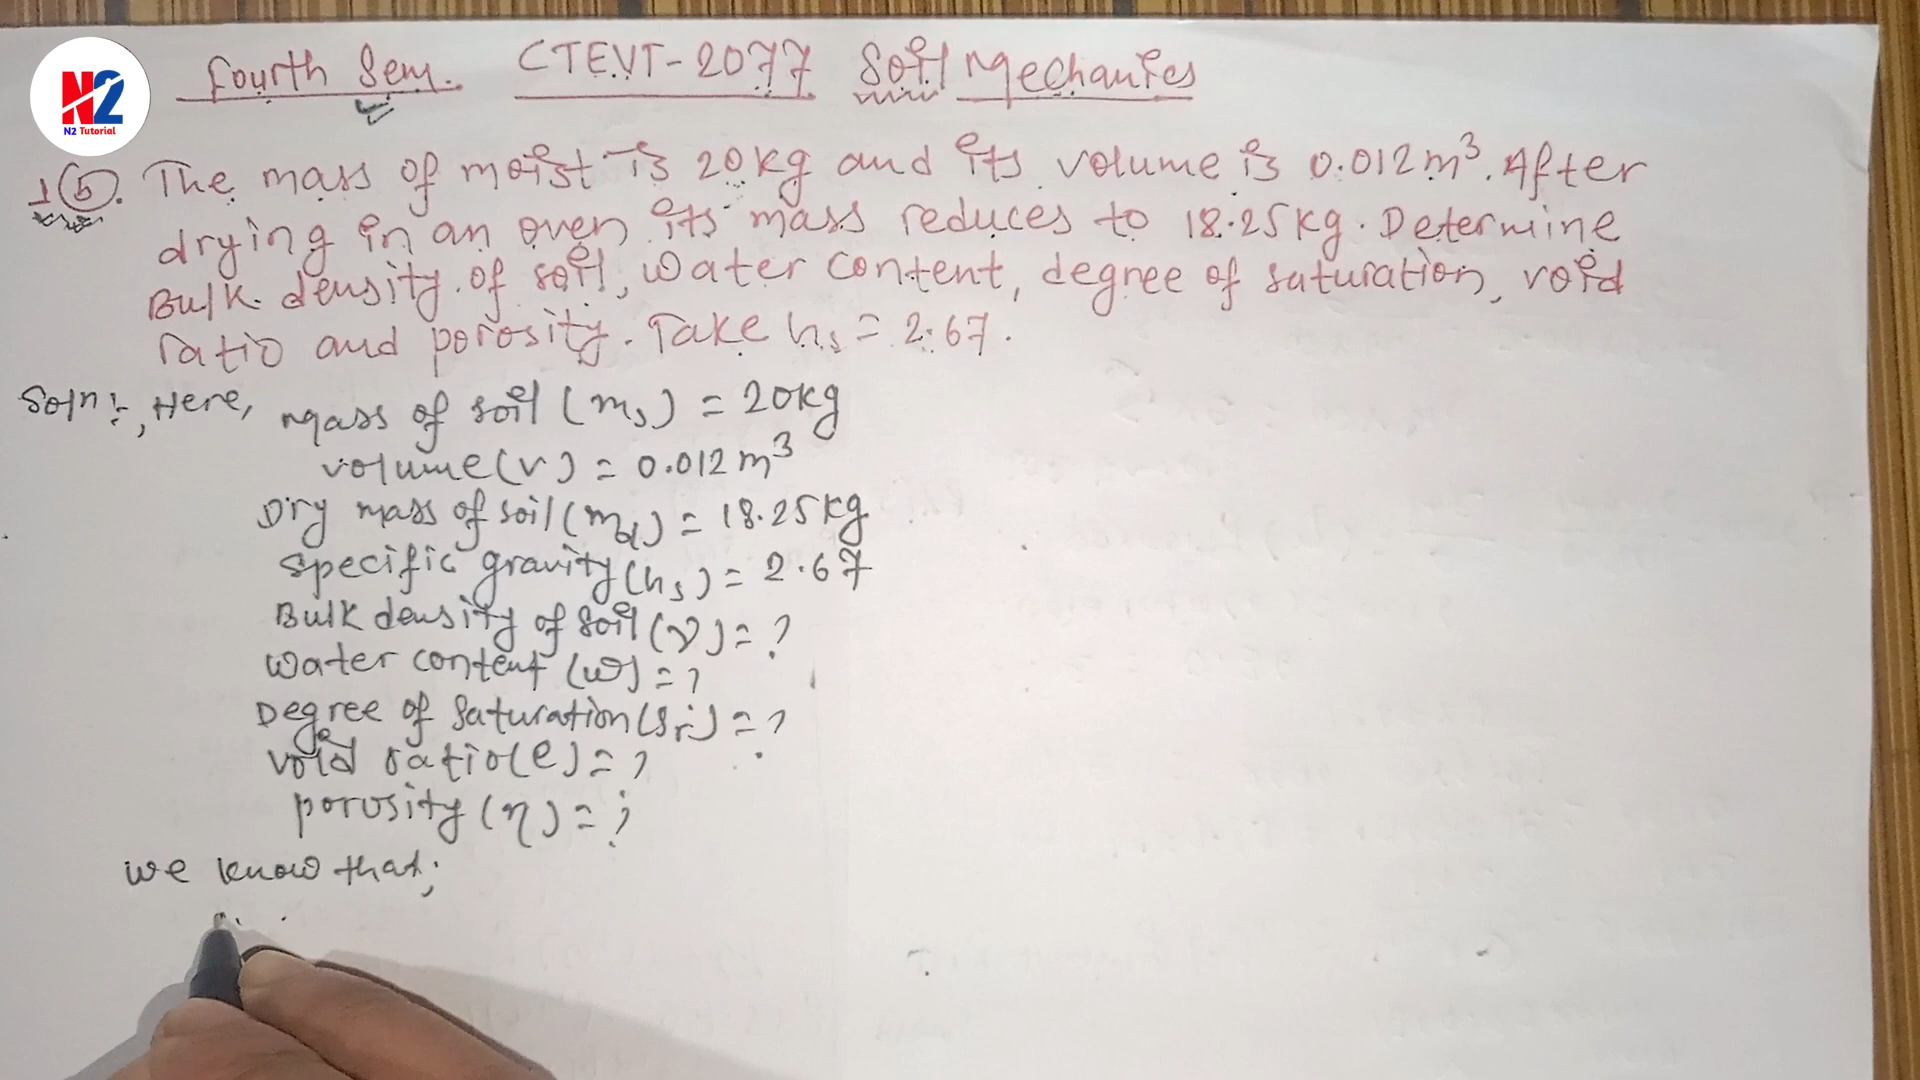 N2
N2 Tutorial
Fourth Sem. CTEVT-2077 Soil Mechanics
1(5). The mass of moist is 20kg and its volume is 0.012m³. After
drying in an oven its mass reduces to 18.25kg. Determine
Bulk density of soil, water content, degree of saturation, void
ratio and porosity. Take Gs = 2.67.
Soln:-, Here, Mass of soil (ms) = 20kg
volume(v) = 0.012m³
Dry mass of soil(md) = 18.25kg
Specific gravity(Gs) = 2.67
Bulk density of soil(γ) = ?
Water content (w) = ?
Degree of saturation(Sr) = ?
Void ratio(e) = ?
porosity(η) = ?
We know that;